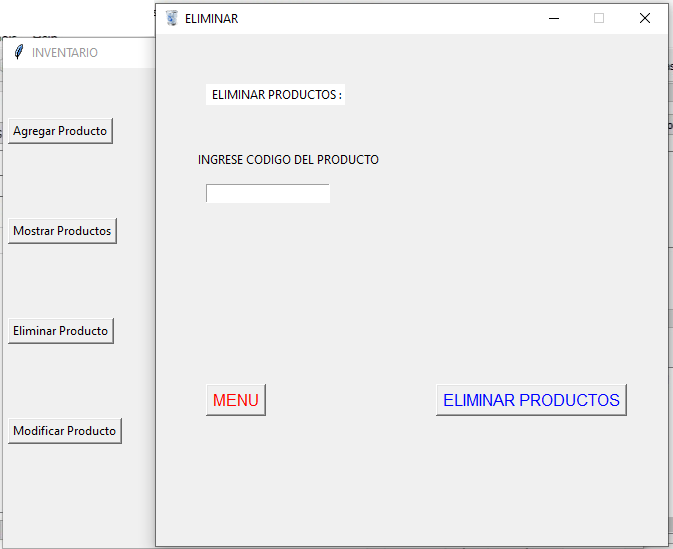 ELIMINAR
INVENTARIO
ELIMINAR PRODUCTOS :
Agregar Producto
INGRESE CODIGO DEL PRODUCTO
Mostrar Productos
Eliminar Producto
MENU
ELIMINAR PRODUCTOS
Modificar Producto